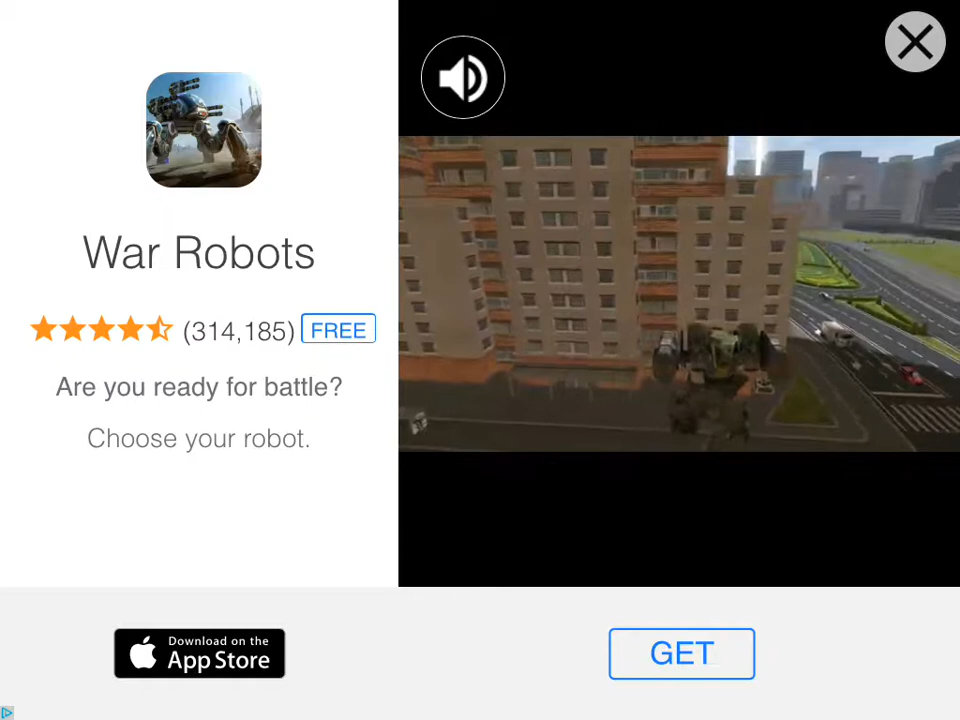 War Robots
(314,185) FREE
Are you ready for battle?
Choose your robot.
Download on the
App Store
GET